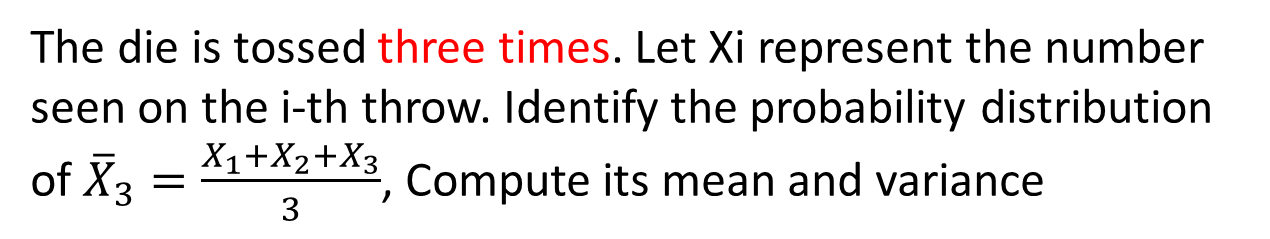 The die is tossed three times. Let Xi represent the number
seen on the i-th throw. Identify the probability distribution
of X̅₃ = (X₁+X₂+X₃)/3, Compute its mean and variance